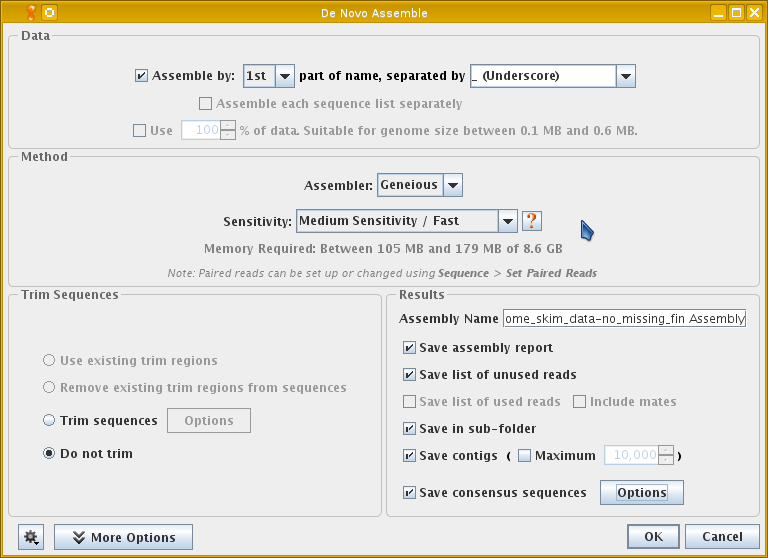 De Novo Assemble
Data
Assemble by: 1st part of name, separated by _ (Underscore)
Assemble each sequence list separately
Use 100 % of data. Suitable for genome size between 0.1 MB and 0.6 MB.
Method
Assembler: Geneious
Sensitivity: Medium Sensitivity / Fast ?
Memory Required: Between 105 MB and 179 MB of 8.6 GB
Note: Paired reads can be set up or changed using Sequence > Set Paired Reads
Trim Sequences
Use existing trim regions
Remove existing trim regions from sequences
Trim sequences Options
Do not trim
Results
Assembly Name ome_skim_data-no_missing_fin Assembly
Save assembly report
Save list of unused reads
Save list of used reads Include mates
Save in sub-folder
Save contigs ( Maximum 10,000 )
Save consensus sequences Options
More Options
OK Cancel